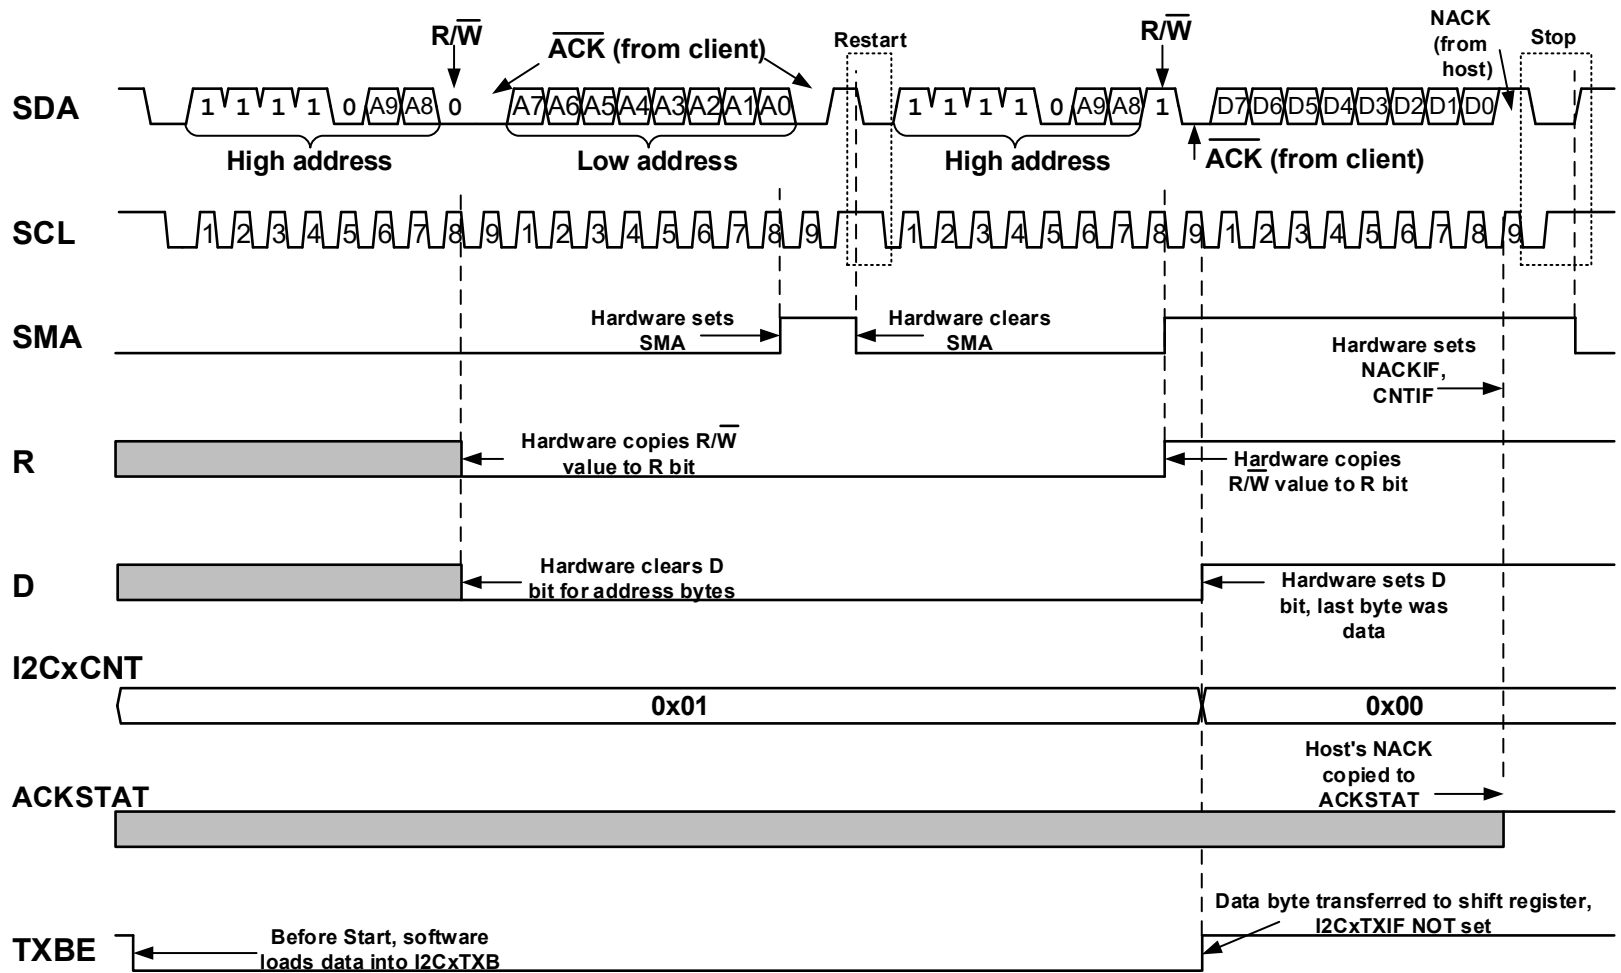 R/W
ACK (from client)
Restart
R/W
NACK
(from
host)
Stop
SDA
1 1 1 1 0 A9 A8 0 A7 A6 A5 A4 A3 A2 A1 A0 1 1 1 1 0 A9 A8 1 D7 D6 D5 D4 D3 D2 D1 D0
High address
Low address
High address
ACK (from client)
SCL
1 2 3 4 5 6 7 8 9 1 2 3 4 5 6 7 8 9 1 2 3 4 5 6 7 8 9 1 2 3 4 5 6 7 8 9
SMA
Hardware sets
SMA
Hardware clears
SMA
Hardware sets
NACKIF,
CNTIF
R
Hardware copies R/W
value to R bit
Hardware copies
R/W value to R bit
D
Hardware clears D
bit for address bytes
Hardware sets D
bit, last byte was
data
I2CxCNT
0x01
0x00
ACKSTAT
Host's NACK
copied to
ACKSTAT
TXBE
Before Start, software
loads data into I2CxTXB
Data byte transferred to shift register,
I2CxTXIF NOT set